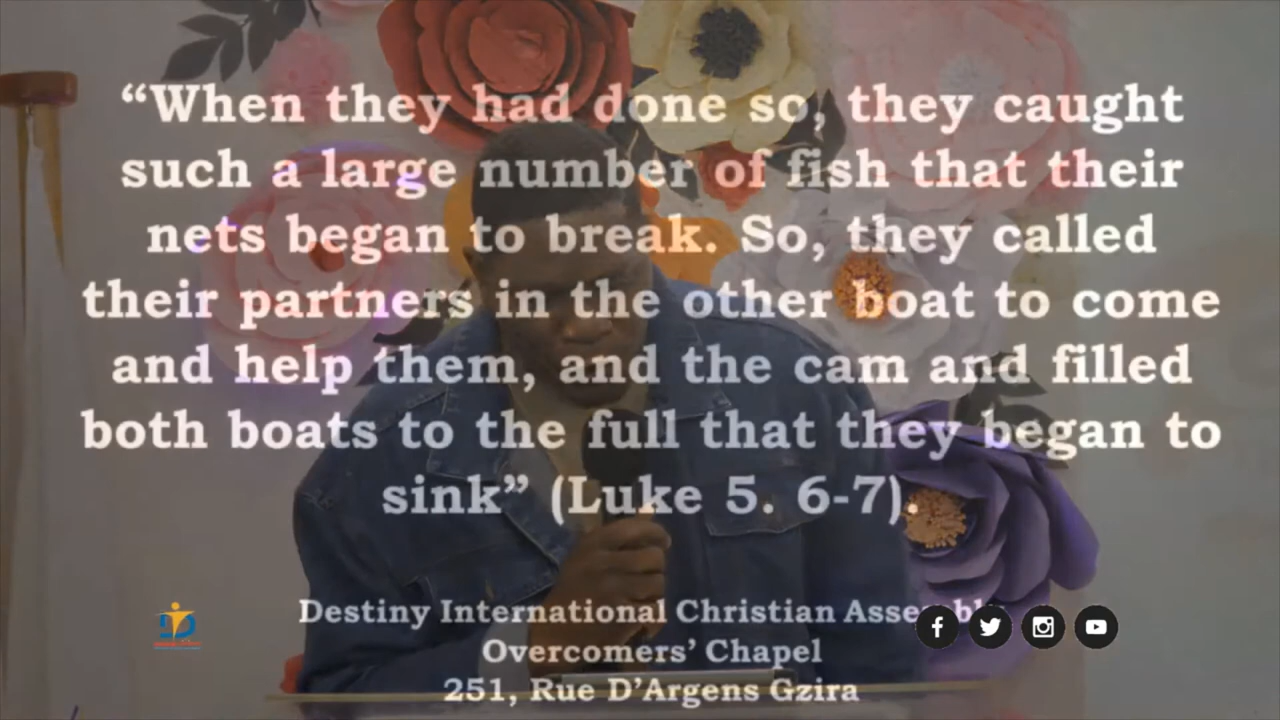 “When they had done so, they caught
such a large number of fish that their
nets began to break. So, they called
their partners in the other boat to come
and help them, and the cam and filled
both boats to the full that they began to
sink” (Luke 5. 6-7).
Destiny International Christian
Overcomers’ Chapel
251, Rue D’Argens Gzira